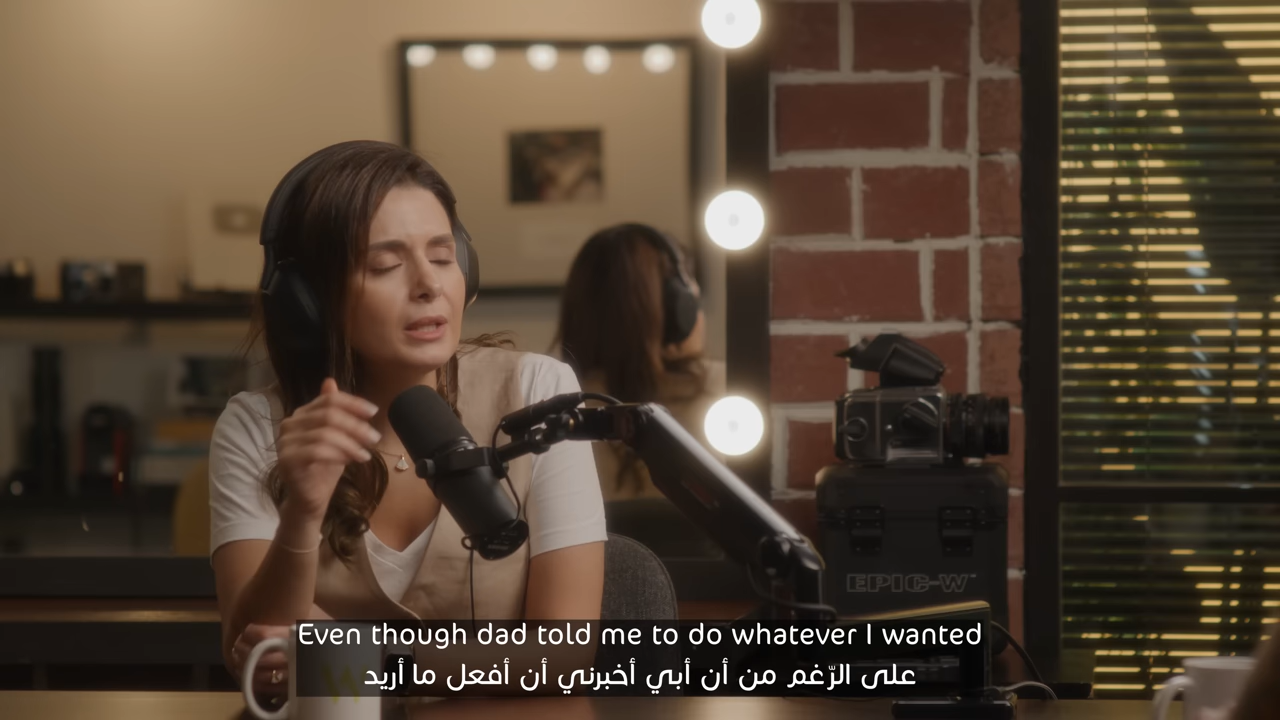 EPIC-W
Even though dad told me to do whatever I wanted
على الرّغم من أن أبي أخبرني أن أفعل ما أريد